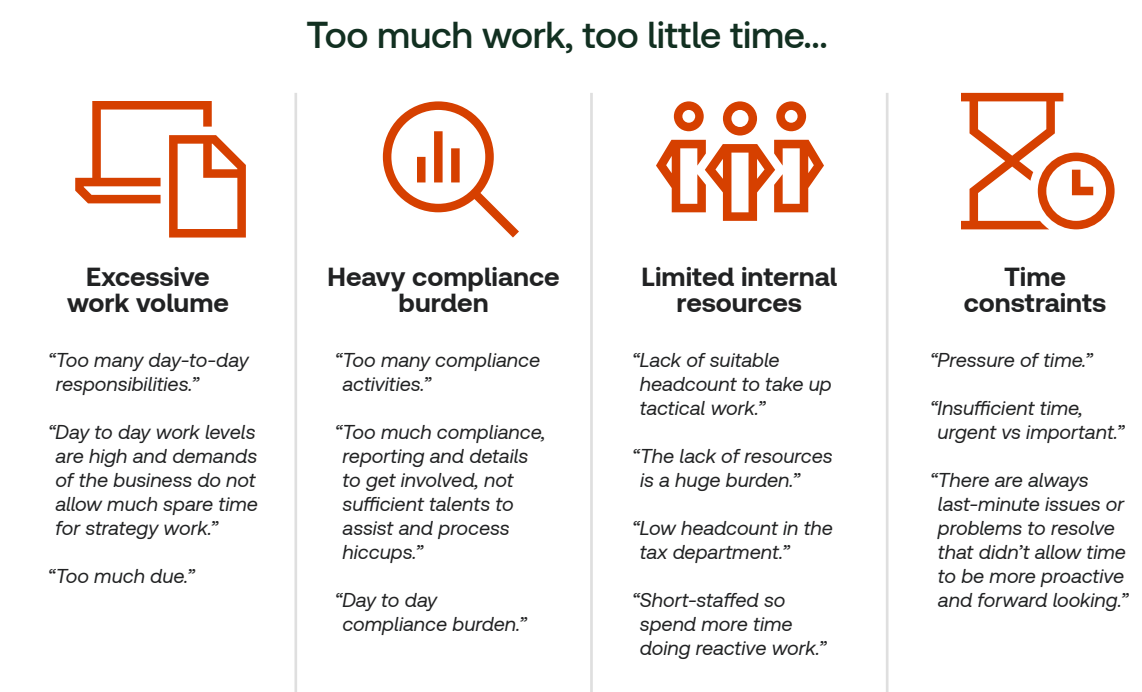 Too much work, too little time...
Excessive
work volume
“Too many day-to-day
responsibilities.”
“Day to day work levels
are high and demands
of the business do not
allow much spare time
for strategy work.”
“Too much due.”
Heavy compliance
burden
“Too many compliance
activities.”
“Too much compliance,
reporting and details
to get involved, not
sufficient talents to
assist and process
hiccups.”
“Day to day
compliance burden.”
Limited internal
resources
“Lack of suitable
headcount to take up
tactical work.”
“The lack of resources
is a huge burden.”
“Low headcount in the
tax department.”
“Short-staffed so
spend more time
doing reactive work.”
Time
constraints
“Pressure of time.”
“Insufficient time,
urgent vs important.”
“There are always
last-minute issues or
problems to resolve
that didn’t allow time
to be more proactive
and forward looking.”